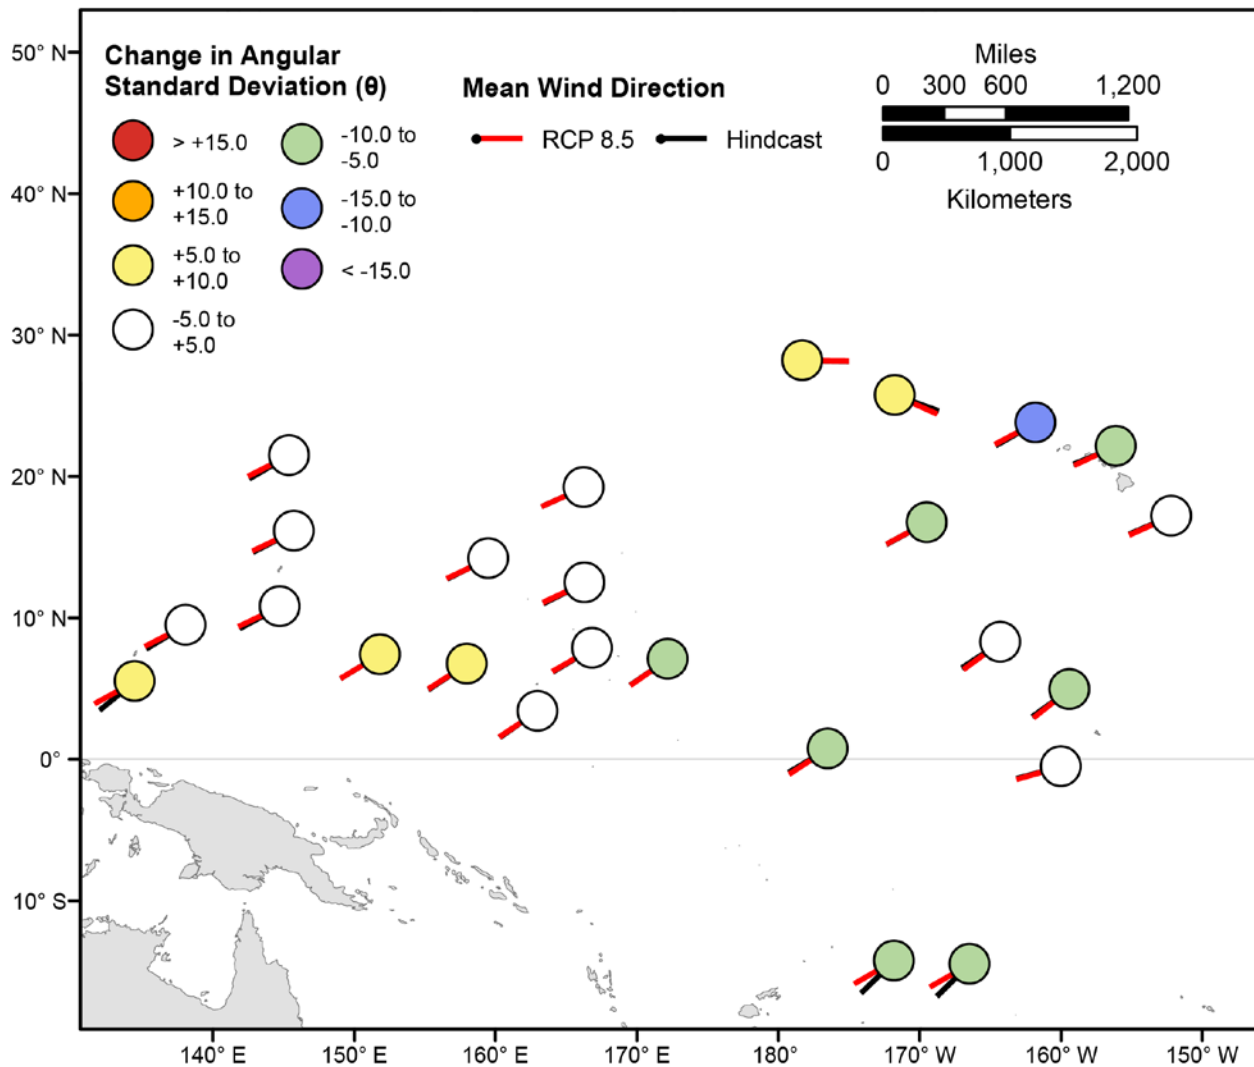 Change in Angular
Standard Deviation (θ)
> +15.0
+10.0 to
+15.0
+5.0 to
+10.0
-5.0 to
+5.0
-10.0 to
-5.0
-15.0 to
-10.0
< -15.0
Mean Wind Direction
RCP 8.5
Hindcast
Miles
0 300 600 1,200
0 1,000 2,000
Kilometers
50° N
40° N
30° N
20° N
10° N
0°
10° S
140° E 150° E 160° E 170° E 180° 170° W 160° W 150° W